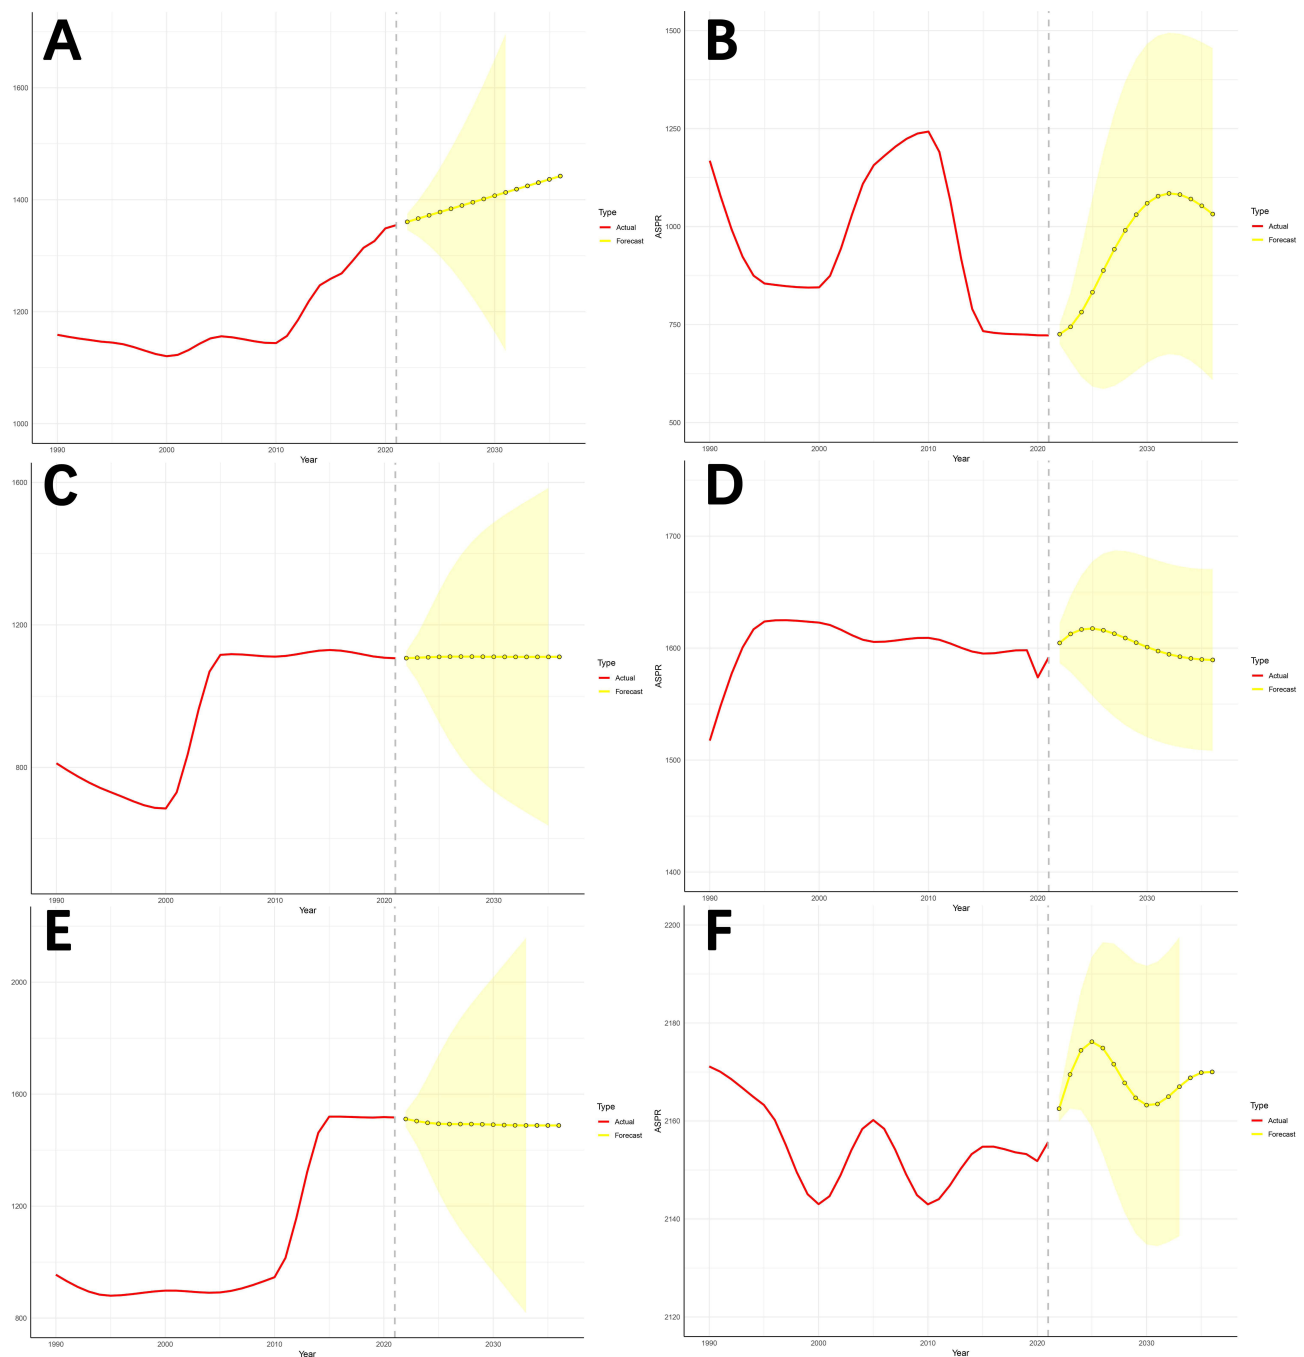 A
1600
1400
1200
1000
1990
2000
2010
2020
2030
Year
Type
Actual
Forecast
B
1500
1250
1000
750
500
ASPR
1990
2000
2010
2020
2030
Year
Type
Actual
Forecast
C
1600
1200
800
1990
2000
2010
2020
2030
Year
Type
Actual
Forecast
D
1700
1600
1500
1400
ASPR
1990
2000
2010
2020
2030
Year
Type
Actual
Forecast
E
2000
1600
1200
800
1990
2000
2010
2020
2030
Year
Type
Actual
Forecast
F
2200
2180
2160
2140
2120
ASPR
1990
2000
2010
2020
2030
Year
Type
Actual
Forecast